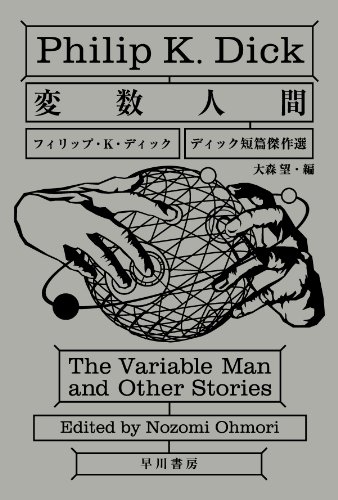 Philip K. Dick
変数人間
フィリップ・K・ディック
ディック短篇傑作選
大森 望・編
The Variable Man
and Other Stories
Edited by Nozomi Ohmori
早川書房